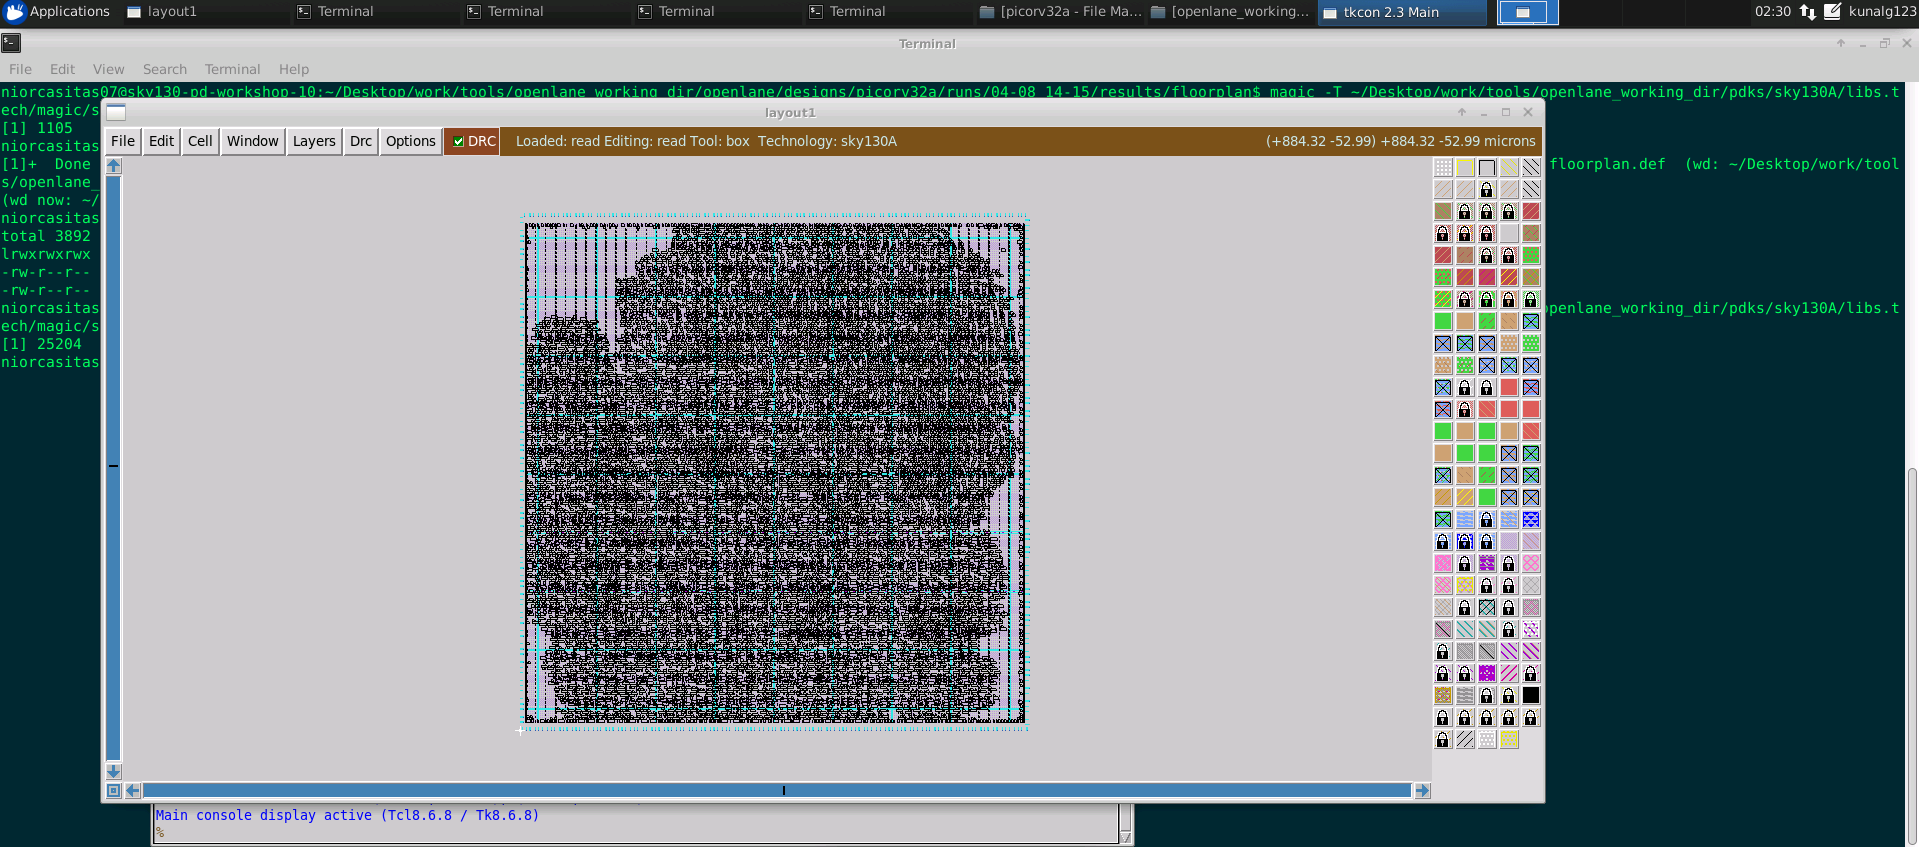 Applications layout1 Terminal Terminal Terminal Terminal [picorv32a - File Ma... [openlane_working... tkcon 2.3 Main 02:30 kunalg123
Terminal
File Edit View Search Terminal Help
niorcasitas07@sky130-pd-workshop-10:~/Desktop/work/tools/openlane_working_dir/openlane/designs/picorv32a/runs/04-08_14-15/results/floorplan$ magic -T ~/Desktop/work/tools/openlane_working_dir/pdks/sky130A/libs.t
ech/magic/s
layout1
[1] 1105
File Edit Cell Window Layers Drc Options DRC Loaded: read Editing: read Tool: box Technology: sky130A (+884.32 -52.99) +884.32 -52.99 microns
niorcasitas
[1]+ Done floorplan.def (wd: ~/Desktop/work/tool
s/openlane_
(wd now: ~/
niorcasitas
total 3892
lrwxrwxrwx
-rw-r--r--
-rw-r--r--
niorcasitas openlane_working_dir/pdks/sky130A/libs.t
ech/magic/s
[1] 25204
niorcasitas
Main console display active (Tcl8.6.8 / Tk8.6.8)
%